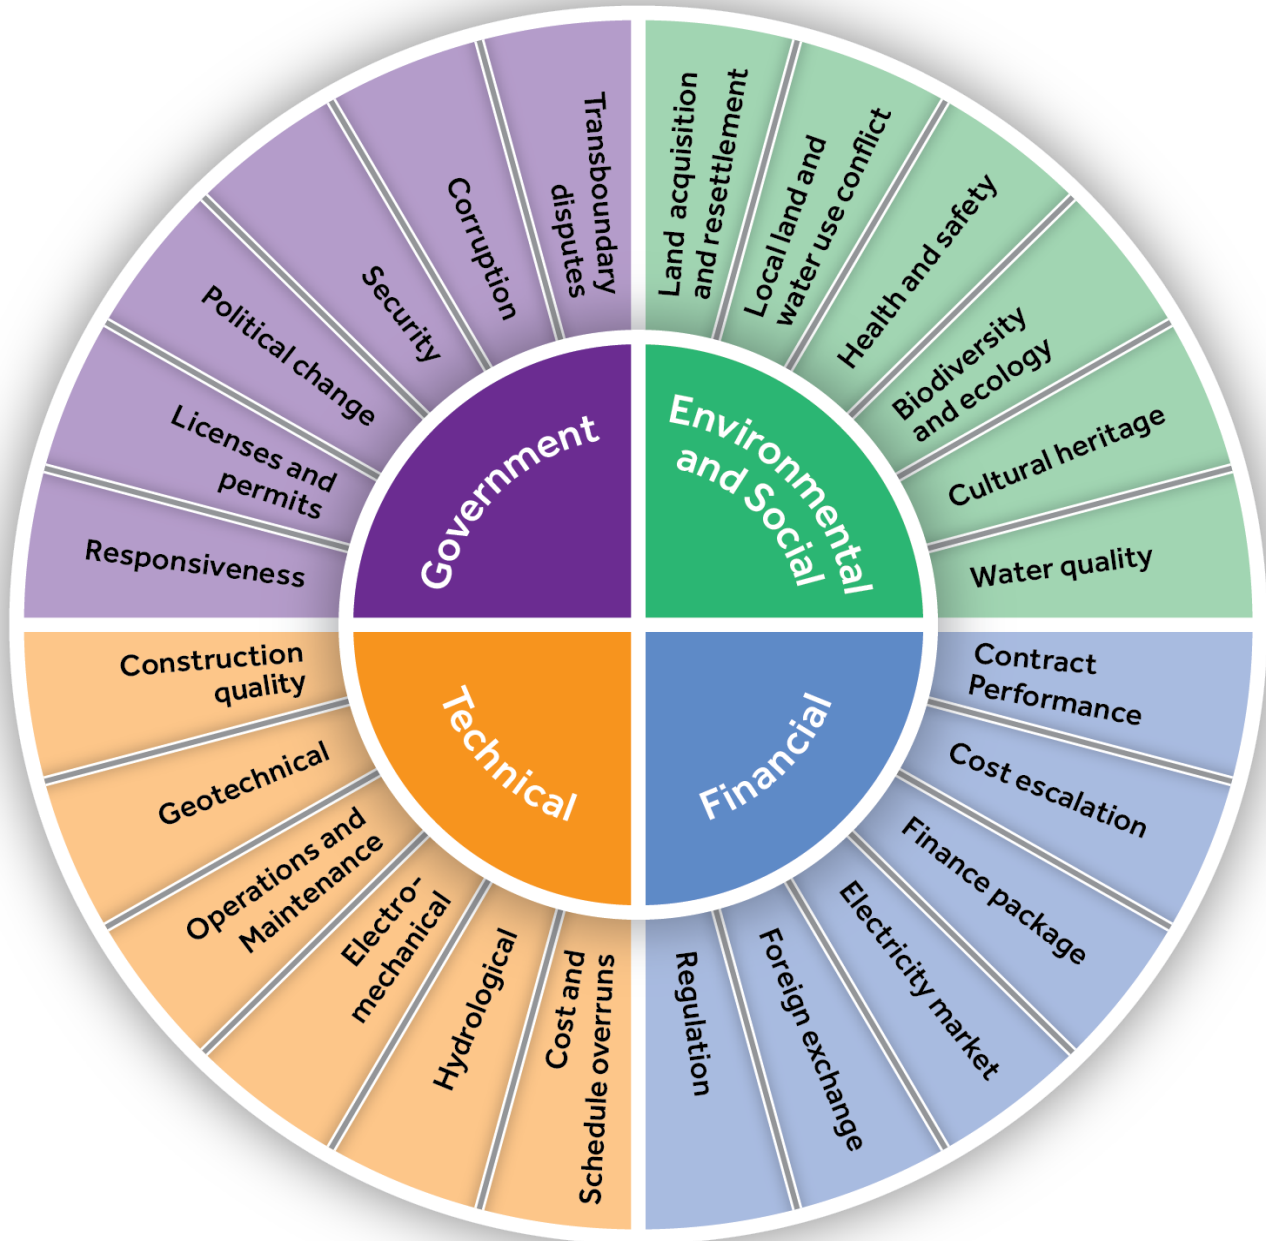 Government
Transboundary
disputes
Corruption
Security
Political change
Licenses and
permits
Responsiveness
Environmental
and Social
Land acquisition
and resettlement
Local land and
water use conflict
Health and safety
Biodiversity
and ecology
Cultural heritage
Water quality
Financial
Contract
Performance
Cost escalation
Finance package
Electricity market
Foreign exchange
Regulation
Technical
Construction
quality
Geotechnical
Operations and
Maintenance
Electro-
mechanical
Hydrological
Cost and
Schedule overruns